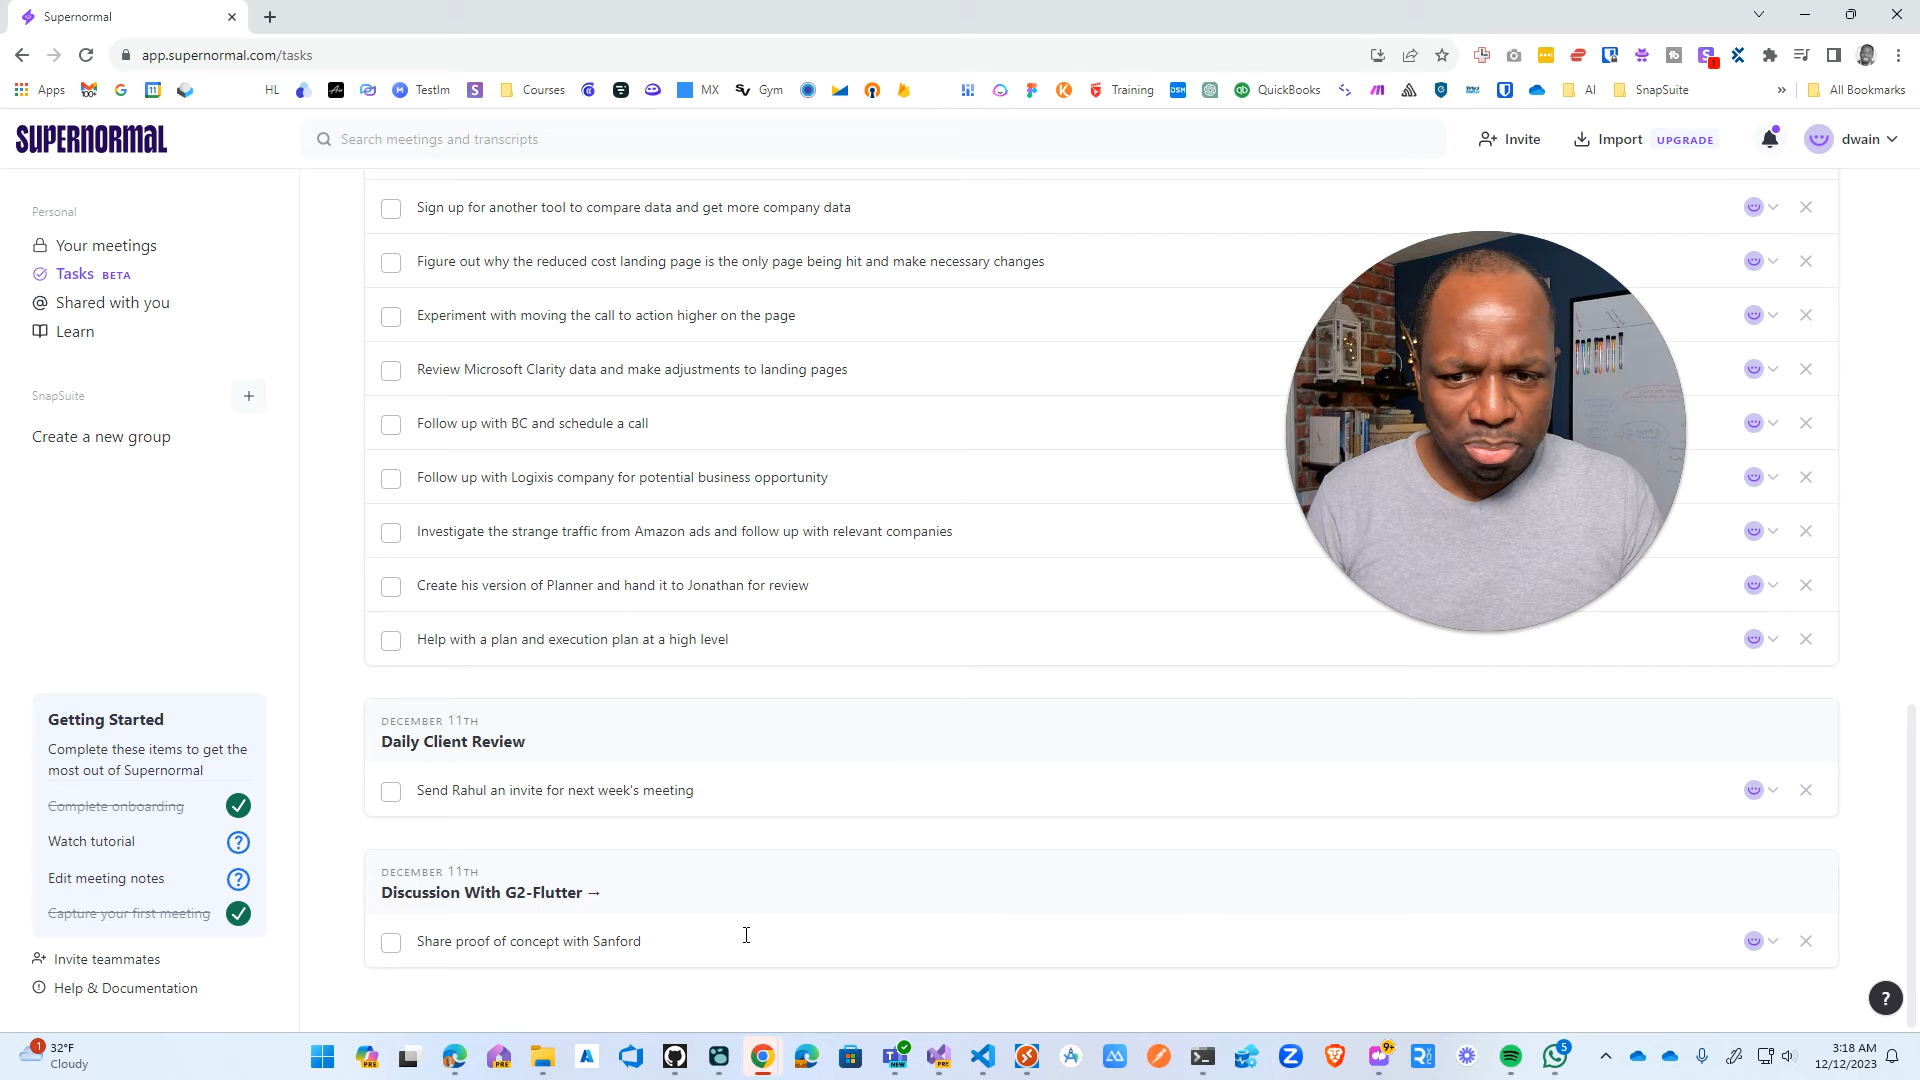 Supernormal
app.supernormal.com/tasks
Apps
HL
TestIm
Courses
MX
Gym
Training
QuickBooks
AI
SnapSuite
All Bookmarks
SUPERNORMAL
Search meetings and transcripts
Invite
Import
UPGRADE
dwain
Personal
Your meetings
Tasks BETA
Shared with you
Learn
SnapSuite
Create a new group
Sign up for another tool to compare data and get more company data
Figure out why the reduced cost landing page is the only page being hit and make necessary changes
Experiment with moving the call to action higher on the page
Review Microsoft Clarity data and make adjustments to landing pages
Follow up with BC and schedule a call
Follow up with Logixis company for potential business opportunity
Investigate the strange traffic from Amazon ads and follow up with relevant companies
Create his version of Planner and hand it to Jonathan for review
Help with a plan and execution plan at a high level
DECEMBER 11TH
Daily Client Review
Send Rahul an invite for next week's meeting
DECEMBER 11TH
Discussion With G2-Flutter →
Share proof of concept with Sanford
Getting Started
Complete these items to get the
most out of Supernormal
Complete onboarding
Watch tutorial
Edit meeting notes
Capture your first meeting
Invite teammates
Help & Documentation
?
1
32°F
Cloudy
PRE
PRE
NEW
PRE
9+
5
3:18 AM
12/12/2023